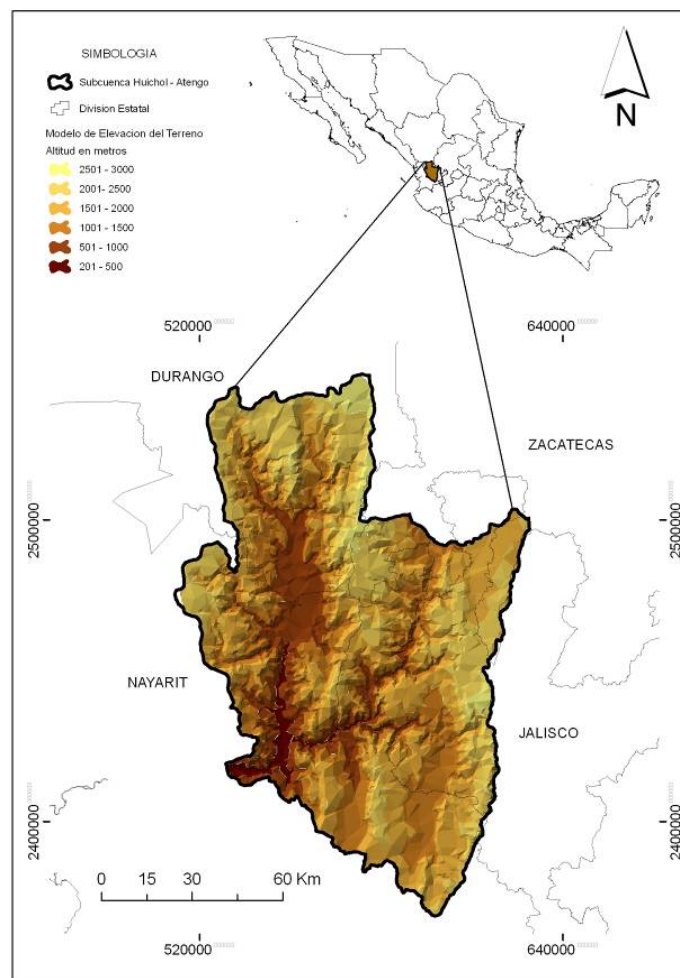 SIMBOLOGIA
Subcuenca Huichol - Atengo
Division Estatal
Modelo de Elevacion del Terreno
Altitud en metros
2501 - 3000
2001- 2500
1501 - 2000
1001 - 1500
501 - 1000
201 - 500
N
520000
640000
DURANGO
ZACATECAS
2500000
2500000
NAYARIT
JALISCO
2400000
2400000
0 15 30 60 Km
520000
640000